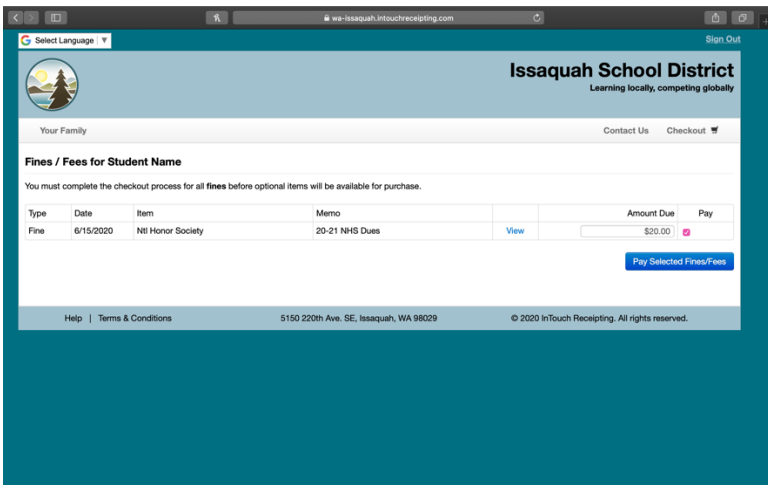 wa-issaquah.intouchreceipting.com
Select Language ▼
Sign Out
Issaquah School District
Learning locally, competing globally
Your Family
Contact Us Checkout
Fines / Fees for Student Name
You must complete the checkout process for all fines before optional items will be available for purchase.
Type Date Item Memo Amount Due Pay
Fine 6/15/2020 Ntl Honor Society 20-21 NHS Dues View $20.00
Pay Selected Fines/Fees
Help | Terms & Conditions 5150 220th Ave. SE, Issaquah, WA 98029 © 2020 InTouch Receipting. All rights reserved.